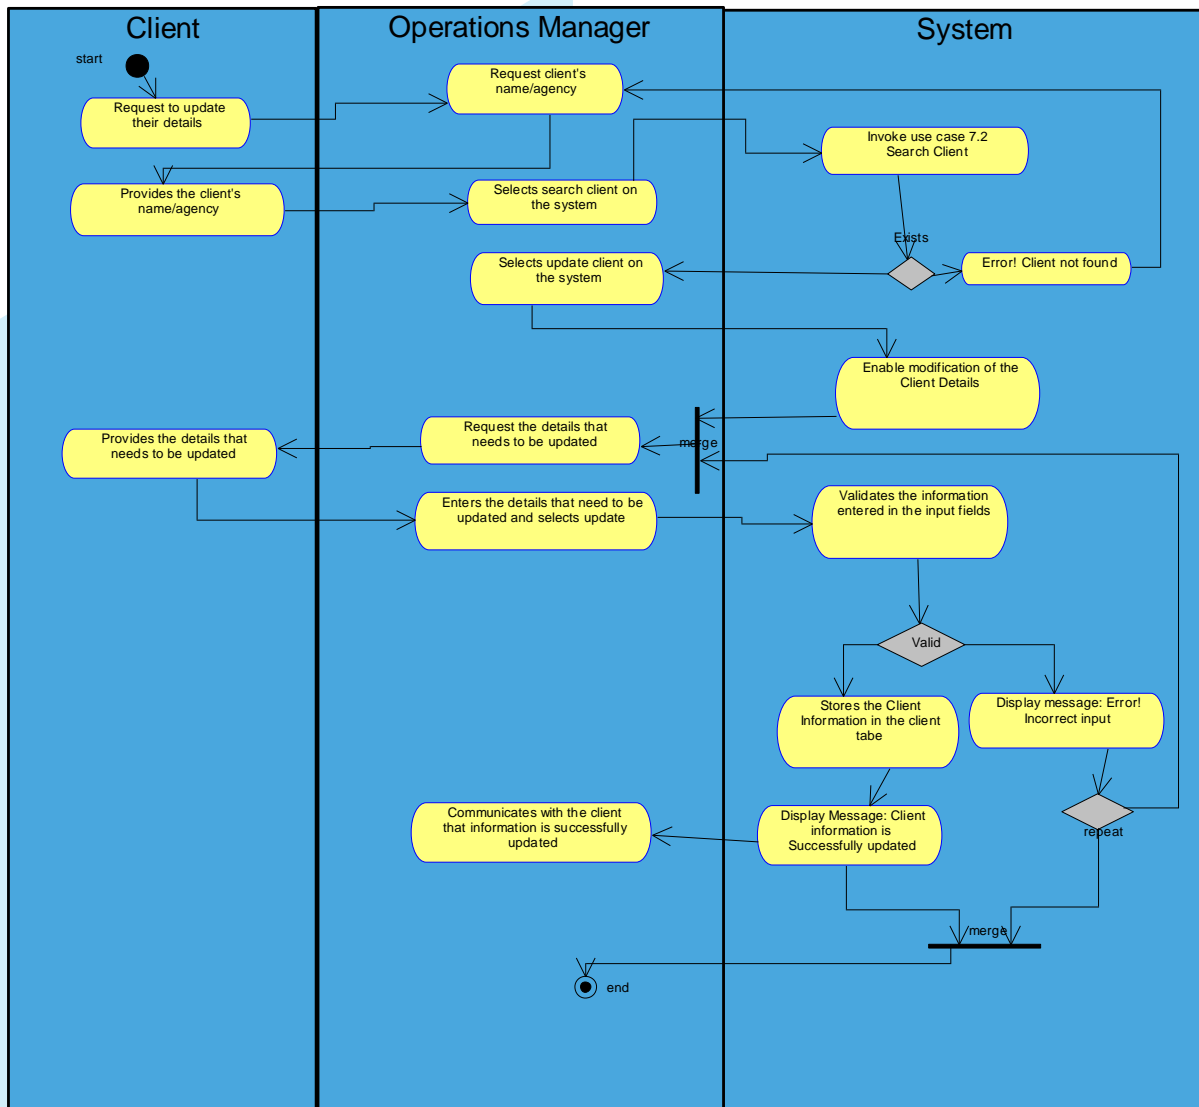 Client
Operations Manager
System
start
Request to update
their details
Request client's
name/agency
Invoke use case 7.2
Search Client
Provides the client's
name/agency
Selects search client on
the system
Exists
Selects update client on
the system
Error! Client not found
Enable modification of the
Client Details
merge
Request the details that
needs to be updated
Provides the details that
needs to be updated
Enters the details that need to be
updated and selects update
Validates the information
entered in the input fields
Valid
Stores the Client
Information in the client
tabe
Display message: Error!
Incorrect input
Communicates with the client
that information is successfully
updated
Display Message: Client
information is
Successfully updated
repeat
merge
end